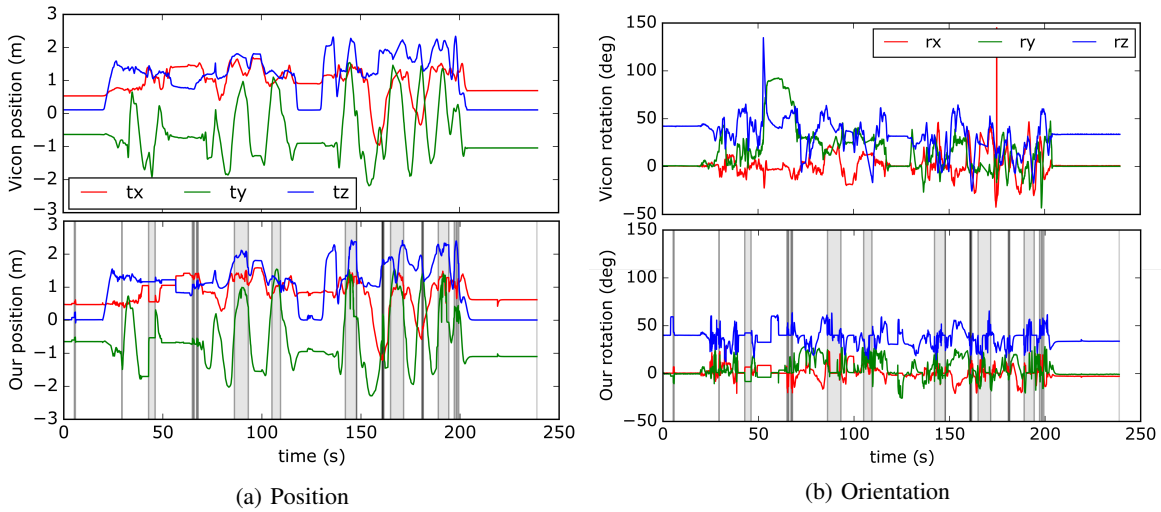 3
2
1
0
−1
−2
3
Vicon position (m)
tx ty tz
3
2
1
0
−1
−2
−3
Our position (m)
0 50 100 150 200 250
time (s)
(a) Position
150
100
50
0
−50
Vicon rotation (deg)
rx ry rz
150
100
50
0
−50
Our rotation (deg)
0 50 100 150 200 250
time (s)
(b) Orientation